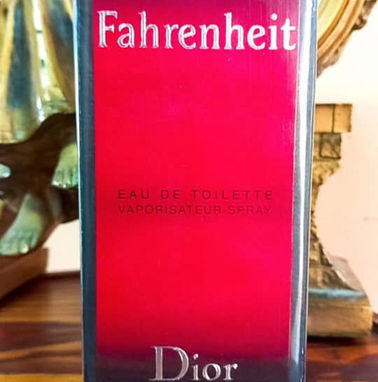 Fahrenheit
EAU DE TOILETTE
VAPORISATEUR SPRAY
Dior